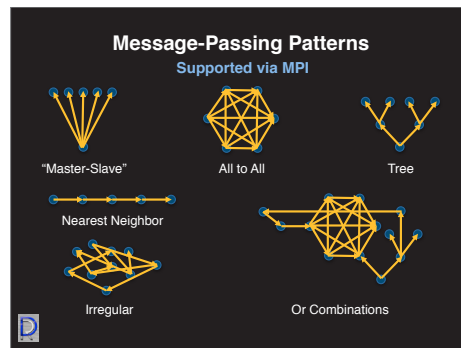 Message-Passing Patterns
Supported via MPI
“Master-Slave”
All to All
Tree
Nearest Neighbor
Irregular
Or Combinations
D